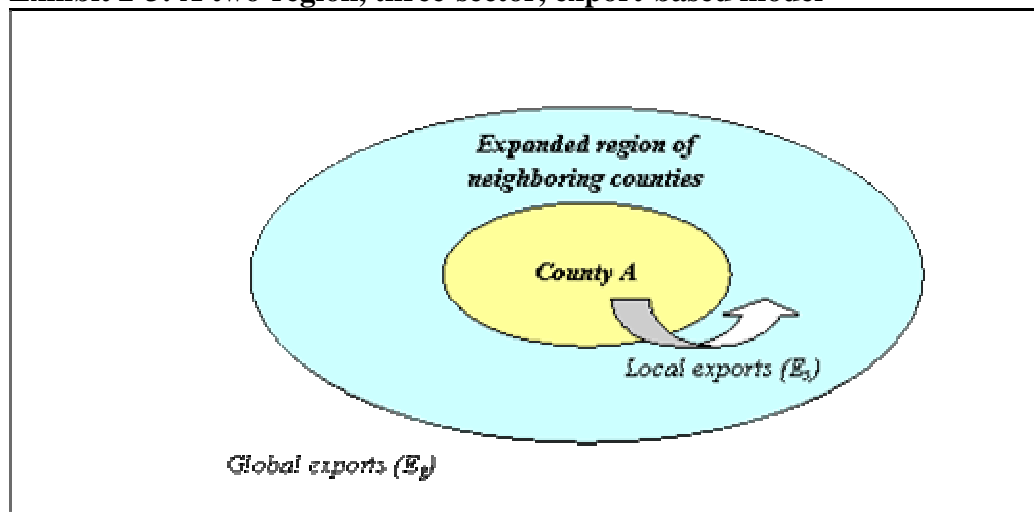 Exhibit 2-3: A two-region, three-sector, export-based model
Expanded region of
neighboring counties
County A
Local exports (Es)
Global exports (Eg)